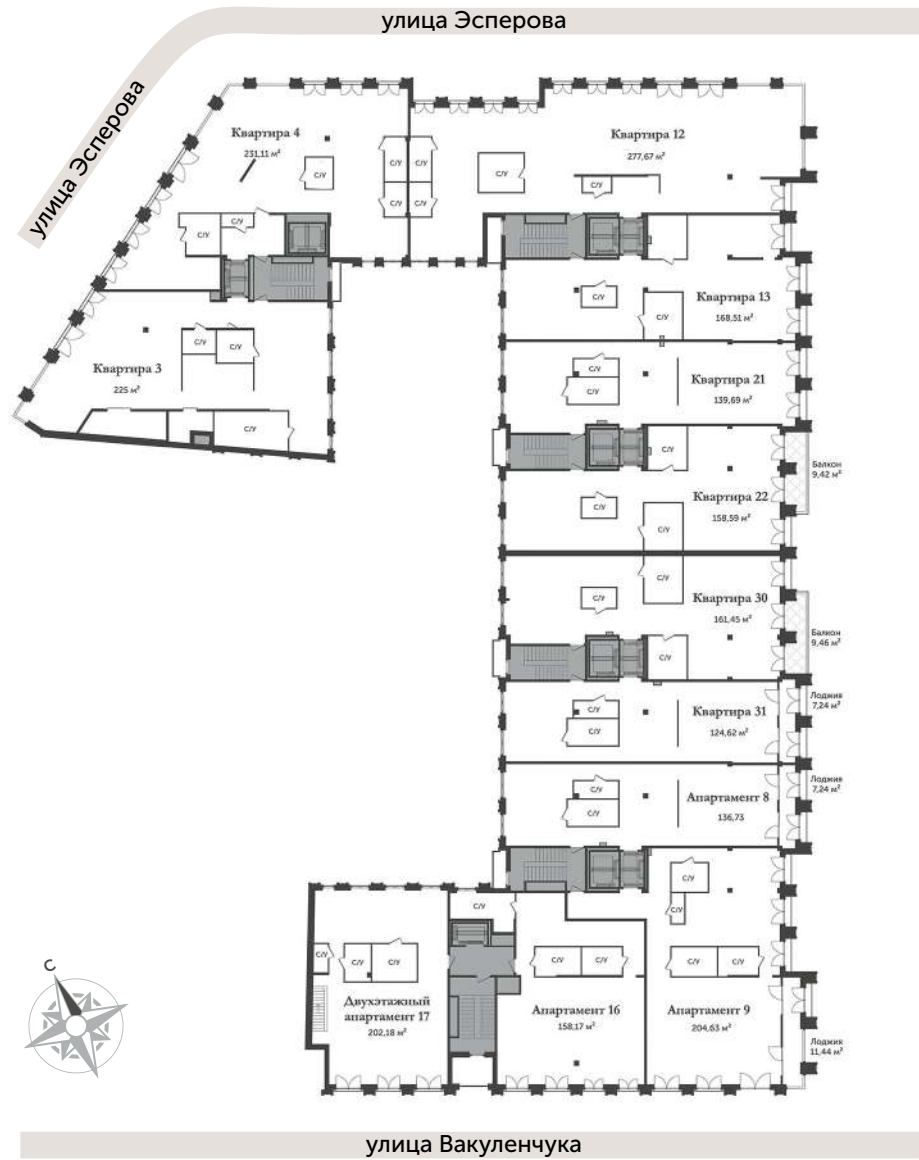 улица Эсперова
улица Эсперова
Квартира 4
231,11 м²
С/У
С/У
С/У
С/У
С/У
С/У
С/У
Квартира 12
277,67 м²
С/У
С/У
Квартира 13
168,51 м²
С/У
С/У
Квартира 3
225 м²
С/У
С/У
С/У
Квартира 21
139,69 м²
С/У
С/У
С/У
Балкон
9,42 м²
Квартира 22
158,59 м²
С/У
С/У
С/У
Квартира 30
161,45 м²
С/У
С/У
Балкон
9,46 м²
Квартира 31
124,62 м²
С/У
С/У
Лоджия
7,24 м²
Апартамент 8
136,73
С/У
С/У
Лоджия
7,24 м²
С/У
С/У
С/У
С/У
С/У
С/У
С/У
С/У
С/У
С/У
Двухэтажный
апартамент 17
202,18 м²
Апартамент 16
158,17 м²
Апартамент 9
204,63 м²
Лоджия
11,44 м²
С
улица Вакуленчука